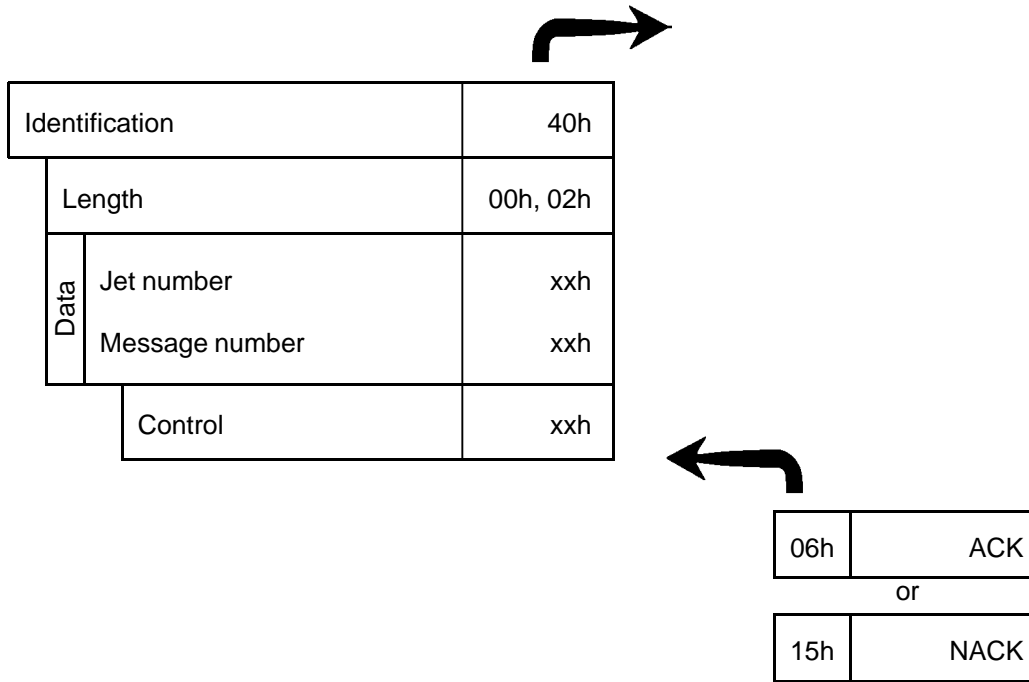 Identification 40h
Length 00h, 02h
Data
Jet number xxh
Message number xxh
Control xxh
06h ACK
or
15h NACK